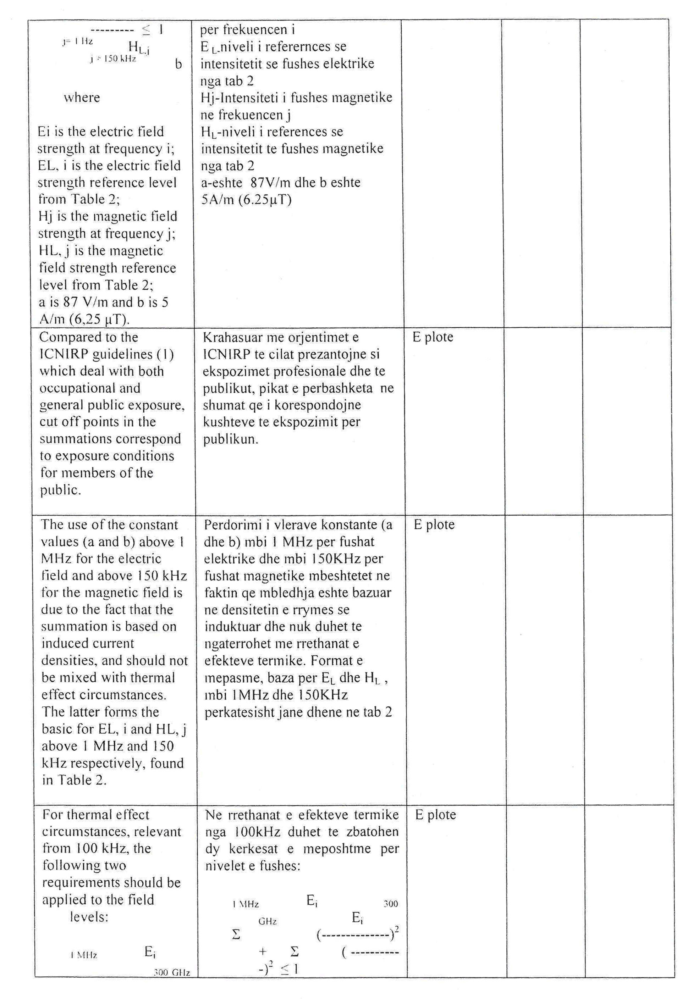 --------- ≤ 1
j= 1 Hz
HL,j
j > 150 kHz
b
where
Ei is the electric field
strength at frequency i;
EL, i is the electric field
strength reference level
from Table 2;
Hj is the magnetic field
strength at frequency j;
HL, j is the magnetic
field strength reference
level from Table 2;
a is 87 V/m and b is 5
A/m (6,25 µT).
per frekuencen i
E L-niveli i referernces se
intensitetit se fushes elektrike
nga tab 2
Hj-Intensiteti i fushes magnetike
ne frekuencen j
HL-niveli i references se
intensitetit te fushes magnetike
nga tab 2
a-eshte 87V/m dhe b eshte
5A/m (6.25µT)
Compared to the
ICNIRP guidelines (1)
which deal with both
occupational and
general public exposure,
cut off points in the
summations correspond
to exposure conditions
for members of the
public.
Krahasuar me orjentimet e
ICNIRP te cilat prezantojne si
ekspozimet profesionale dhe te
publikut, pikat e perbashketa ne
shumat qe i korespondojne
kushteve te ekspozimit per
publikun.
E plote
The use of the constant
values (a and b) above 1
MHz for the electric
field and above 150 kHz
for the magnetic field is
due to the fact that the
summation is based on
induced current
densities, and should not
be mixed with thermal
effect circumstances.
The latter forms the
basic for EL, i and HL, j
above 1 MHz and 150
kHz respectively, found
in Table 2.
Perdorimi i vlerave konstante (a
dhe b) mbi 1 MHz per fushat
elektrike dhe mbi 150KHz per
fushat magnetike mbeshtetet ne
faktin qe mbledhja eshte bazuar
ne densitetin e rrymes se
induktuar dhe nuk duhet te
ngaterrohet me rrethanat e
efekteve termike. Format e
mepasme, baza per EL dhe HL ,
mbi 1MHz dhe 150KHz
perkatesisht jane dhene ne tab 2
E plote
For thermal effect
circumstances, relevant
from 100 kHz, the
following two
requirements should be
applied to the field
levels:
1 MHz Ei
300 GHz
Ne rrethanat e efekteve termike
nga 100kHz duhet te zbatohen
dy kerkesat e meposhtme per
nivelet e fushes:
1 MHz Ei 300
GHz Ei
Σ (--------------)²
+ Σ ( ----------
-)² ≤ 1
E plote